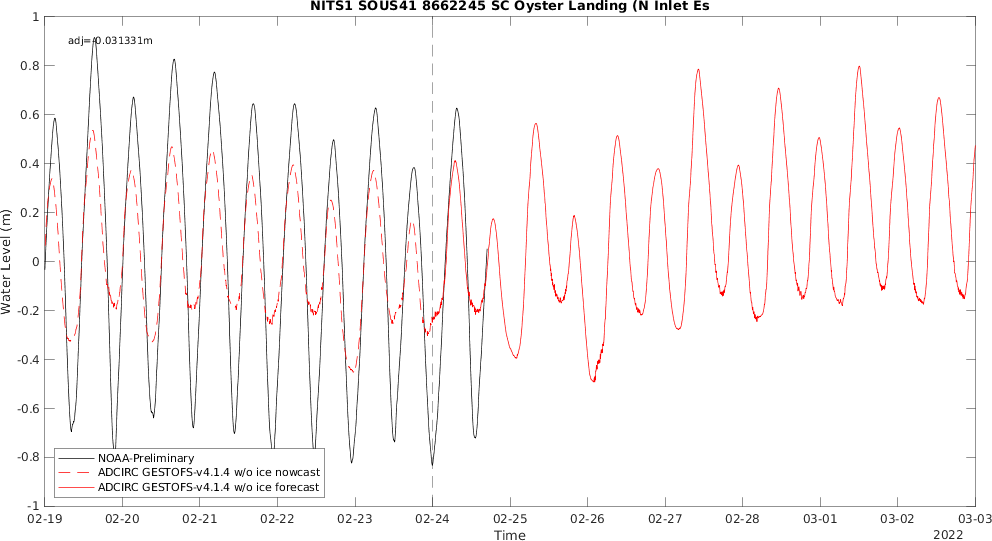 NITS1 SOUS41 8662245 SC Oyster Landing (N Inlet Es
adj=-0.031331m
Water Level (m)
1
0.8
0.6
0.4
0.2
0
-0.2
-0.4
-0.6
-0.8
-1
NOAA-Preliminary
ADCIRC GESTOFS-v4.1.4 w/o ice nowcast
ADCIRC GESTOFS-v4.1.4 w/o ice forecast
02-19 02-20 02-21 02-22 02-23 02-24 02-25 02-26 02-27 02-28 03-01 03-02 03-03
Time
2022